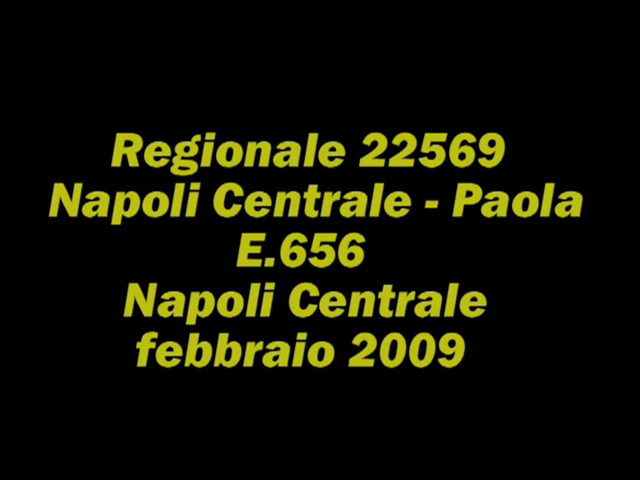 Regionale 22569
Napoli Centrale - Paola
E.656
Napoli Centrale
febbraio 2009